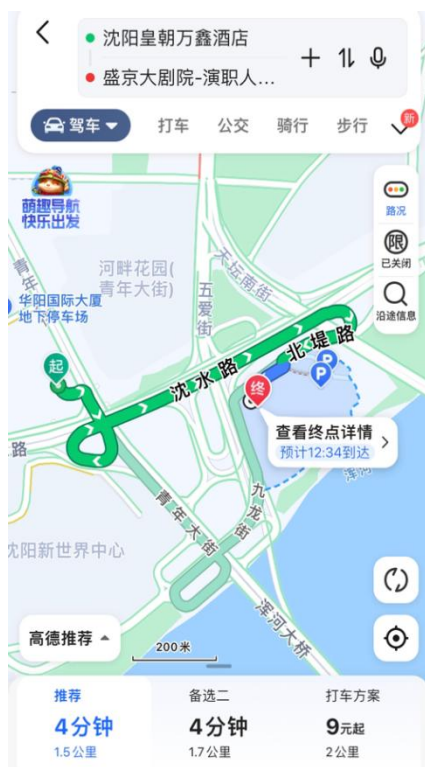 沈阳皇朝万鑫酒店
盛京大剧院-演职人...
驾车
打车
公交
骑行
步行
新
萌趣导航
快乐出发
路况
限
已关闭
沿途信息
河畔花园(
青年大街)
天坛南街
五爱街
青年
华阳国际大厦
地下停车场
起
沈水路
北堤路
P
P
终
查看终点详情
预计12:34到达
路
浑河
青年大街
九龙街
沈阳新世界中心
浑河大桥
高德推荐
200米
推荐
4分钟
1.5公里
备选二
4分钟
1.7公里
打车方案
9元起
2公里